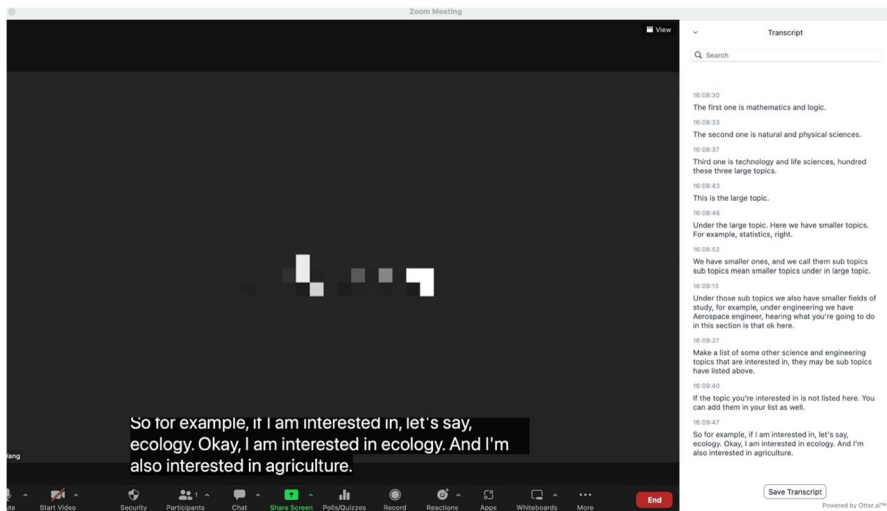 Zoom Meeting
View
So for example, if I am interested in, let's say,
ecology. Okay, I am interested in ecology. And I'm
also interested in agriculture.
Start Video
Security
Participants
1
Chat
Share Screen
Polls/Quizzes
Record
Reactions
Apps
Whiteboards
More
End
Transcript
Search
16:08:30
The first one is mathematics and logic.
16:08:33
The second one is natural and physical sciences.
16:08:37
Third one is technology and life sciences, hundred
these three large topics.
16:08:43
This is the large topic.
16:08:46
Under the large topic. Here we have smaller topics.
For example, statistics, right.
16:08:52
We have smaller ones, and we call them sub topics
sub topics mean smaller topics under in large topic.
16:09:13
Under those sub topics we also have smaller fields of
study, for example, under engineering we have
Aerospace engineer, hearing what you're going to do
in this section is that ok here.
16:09:27
Make a list of some other science and engineering
topics that are interested in, they may be sub topics
have listed above.
16:09:40
If the topic you're interested in is not listed here. You
can add them in your list as well.
16:09:47
So for example, if I am interested in, let's say,
ecology. Okay, I am interested in ecology. And I'm
also interested in agriculture.
Save Transcript
Powered by Otter.ai™